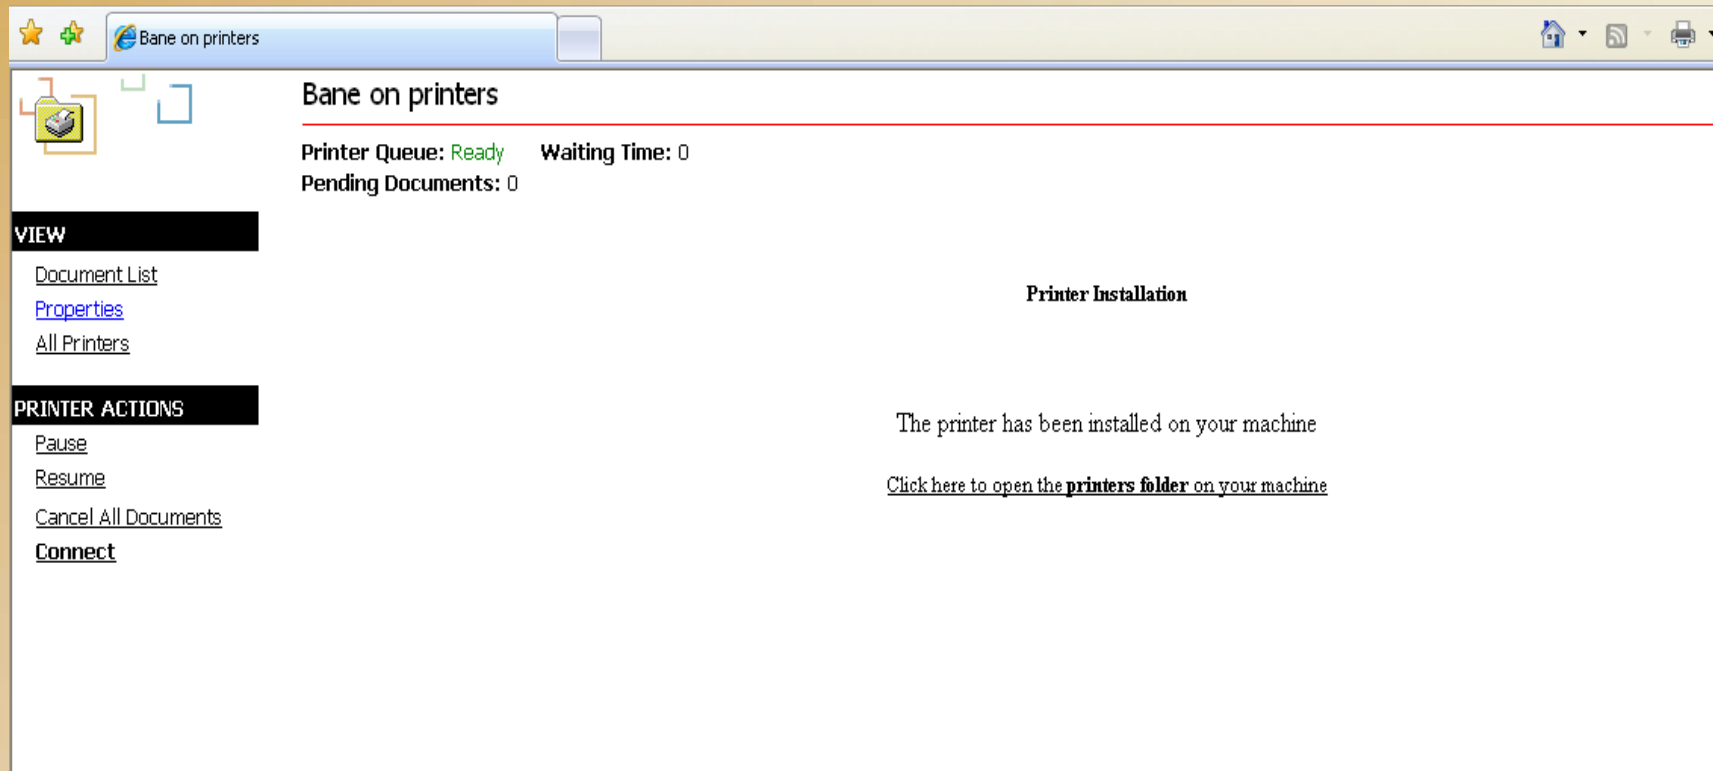 Bane on printers
Bane on printers
Printer Queue: Ready Waiting Time: 0
Pending Documents: 0
VIEW
Document List
Properties
All Printers
PRINTER ACTIONS
Pause
Resume
Cancel All Documents
Connect
Printer Installation
The printer has been installed on your machine
Click here to open the printers folder on your machine